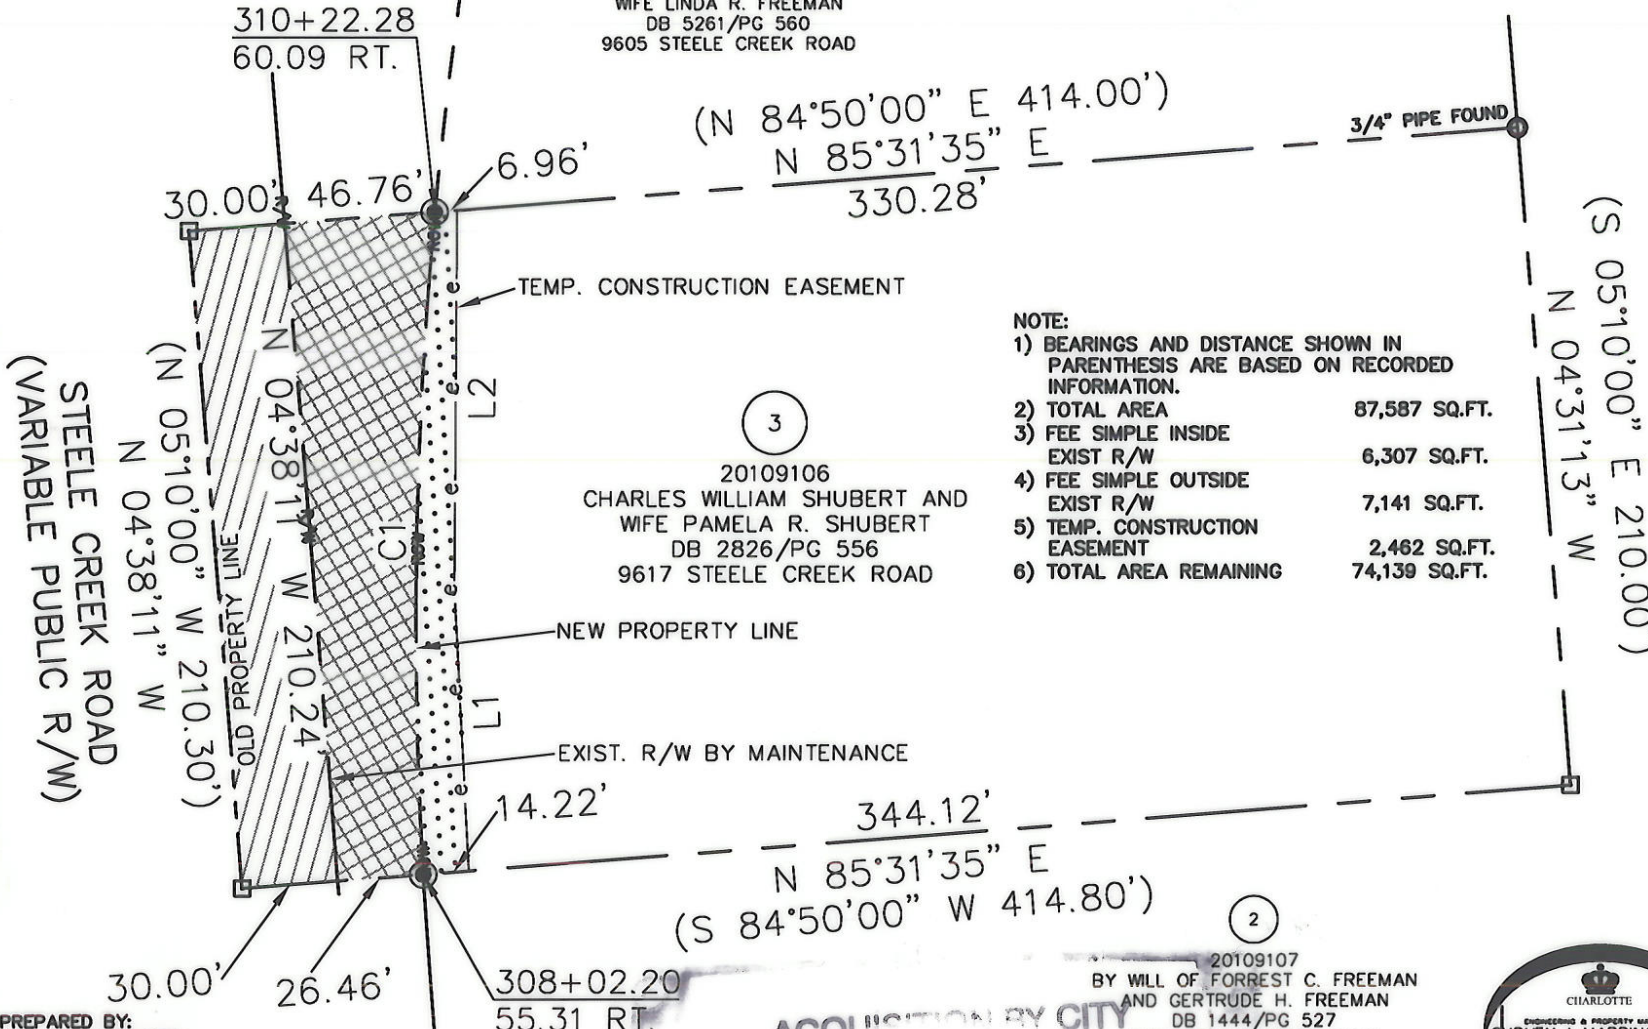 310+22.28
60.09 RT.
WIFE LINDA R. FREEMAN
DB 5261/PG 560
9605 STEELE CREEK ROAD
(N 84°50'00" E 414.00')
N 85°31'35" E
330.28'
3/4" PIPE FOUND
30.00'
46.76'
6.96'
TEMP. CONSTRUCTION EASEMENT
(S 05°10'00" E 210.00')
N 04°31'13" W
NOTE:
1) BEARINGS AND DISTANCE SHOWN IN
PARENTHESIS ARE BASED ON RECORDED
INFORMATION.
2) TOTAL AREA 87,587 SQ.FT.
3) FEE SIMPLE INSIDE
EXIST R/W 6,307 SQ.FT.
4) FEE SIMPLE OUTSIDE
EXIST R/W 7,141 SQ.FT.
5) TEMP. CONSTRUCTION
EASEMENT 2,462 SQ.FT.
6) TOTAL AREA REMAINING 74,139 SQ.FT.
STEELE CREEK ROAD
(VARIABLE PUBLIC R/W)
N 04°38'11" W
(N 05°10'00" W 210.30')
OLD PROPERTY LINE
N 04°38'11" W 210.24'
C1
L2
L1
3
20109106
CHARLES WILLIAM SHUBERT AND
WIFE PAMELA R. SHUBERT
DB 2826/PG 556
9617 STEELE CREEK ROAD
NEW PROPERTY LINE
EXIST. R/W BY MAINTENANCE
14.22'
344.12'
N 85°31'35" E
(S 84°50'00" W 414.80')
30.00'
26.46'
308+02.20
55.31 RT.
2
20109107
BY WILL OF FORREST C. FREEMAN
AND GERTRUDE H. FREEMAN
DB 1444/PG 527
ACQUISITION BY CITY
PREPARED BY:
CHARLOTTE